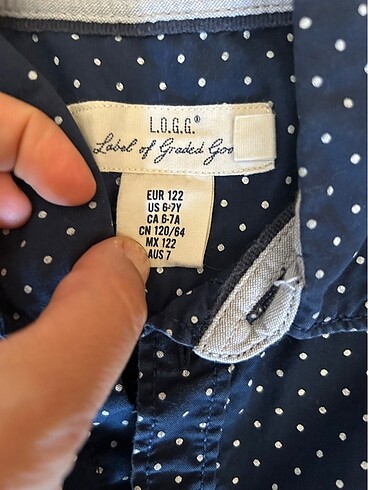 L.O.G.G.®
Label of Graded Goo
EUR 122
US 6-7Y
CA 6-7A
CN 120/64
MX 122
AUS 7